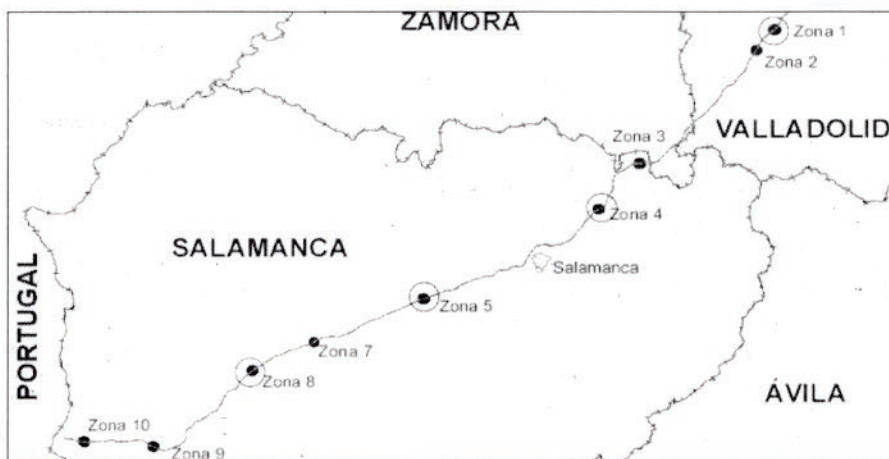 ZAMORA
Zona 1
Zona 2
VALLADOLID
Zona 3
Zona 4
SALAMANCA
Salamanca
Zona 5
PORTUGAL
Zona 7
Zona 8
ÁVILA
Zona 10
Zona 9